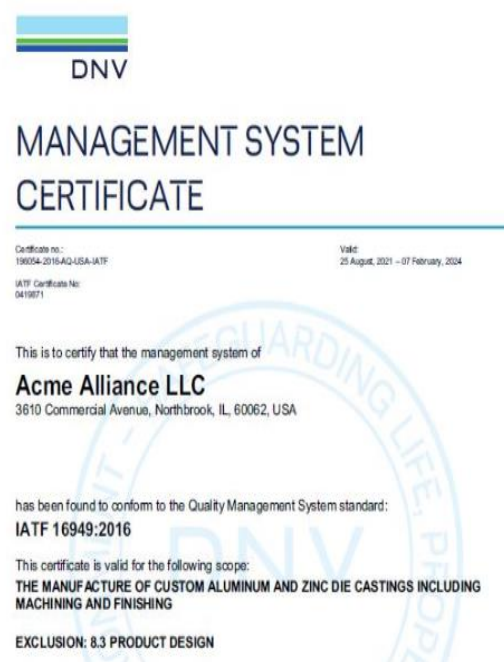 DNV
MANAGEMENT SYSTEM
CERTIFICATE
Certificate no.:
196054-2016-AQ-USA-IATF
Valid:
25 August, 2021 – 07 February, 2024
IATF Certificate No:
0419871
This is to certify that the management system of
Acme Alliance LLC
3610 Commercial Avenue, Northbrook, IL, 60062, USA
has been found to conform to the Quality Management System standard:
IATF 16949:2016
This certificate is valid for the following scope:
THE MANUFACTURE OF CUSTOM ALUMINUM AND ZINC DIE CASTINGS INCLUDING
MACHINING AND FINISHING
EXCLUSION: 8.3 PRODUCT DESIGN
SAFEGUARDING LIFE,
DNV